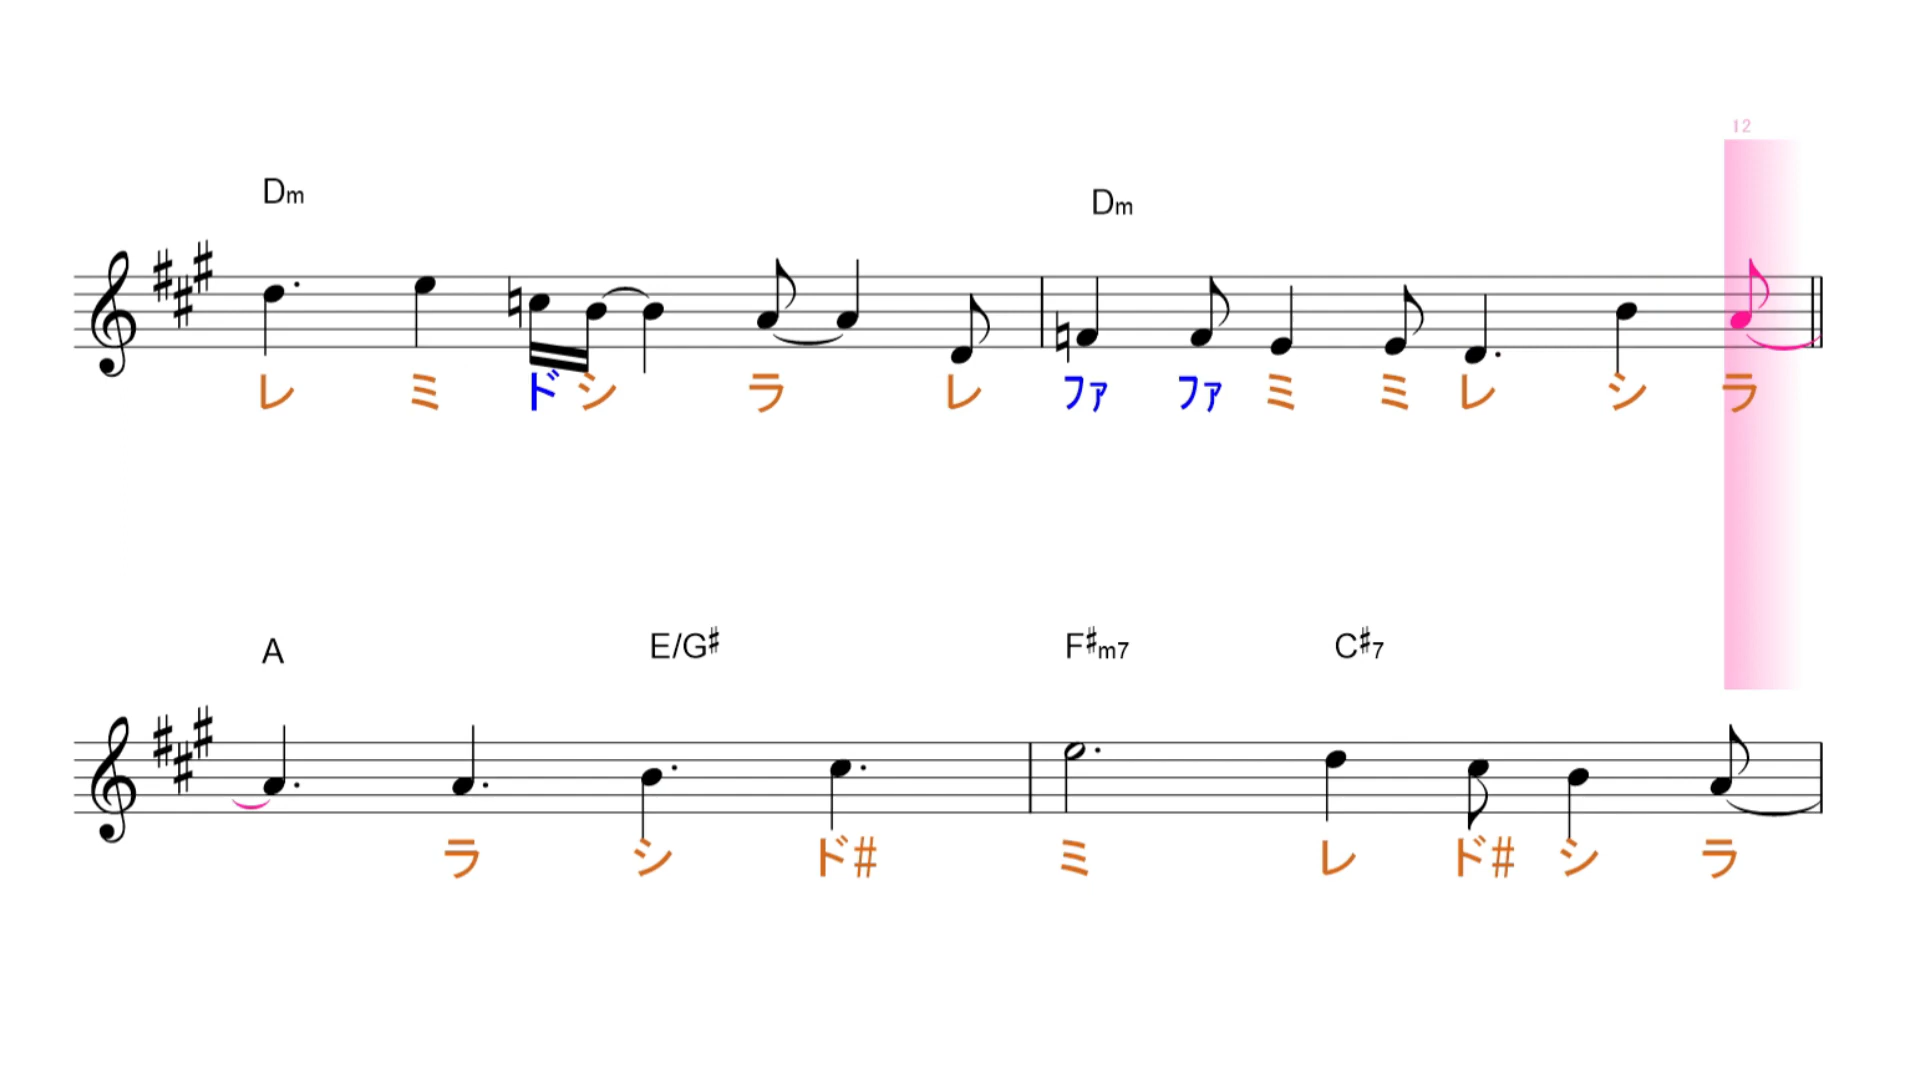 12
Dm Dm
レ ミ ド シ ラ レ ファ ファ ミ ミ レ シ ラ
A E/G♯ F♯m7 C♯7
ラ シ ド# ミ レ ド# シ ラ